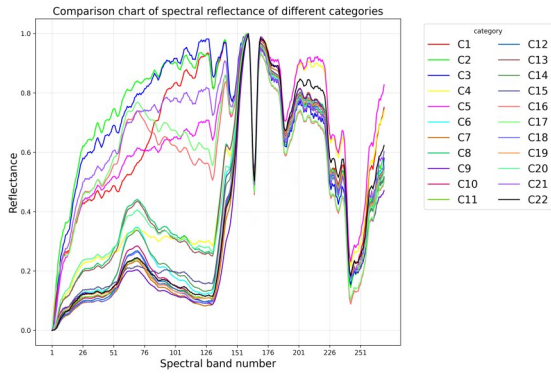 Comparison chart of spectral reflectance of different categories
Reflectance
1.0
0.8
0.6
0.4
0.2
0.0
1 26 51 76 101 126 151 176 201 226 251
Spectral band number
category
C1 C12
C2 C13
C3 C14
C4 C15
C5 C16
C6 C17
C7 C18
C8 C19
C9 C20
C10 C21
C11 C22